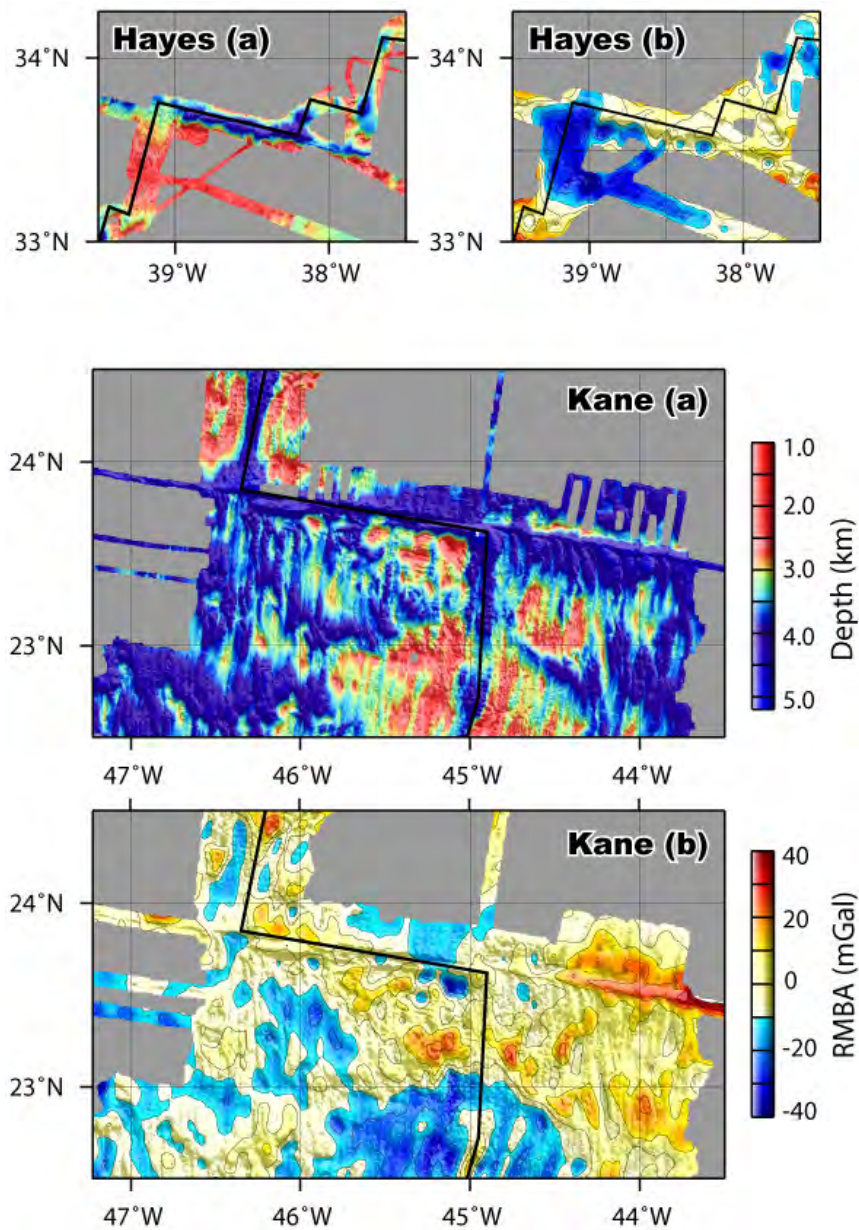 Hayes (a)
Hayes (b)
34˚N
34˚N
33˚N
33˚N
39˚W
38˚W
39˚W
38˚W
Kane (a)
24˚N
23˚N
47˚W
46˚W
45˚W
44˚W
1.0
2.0
3.0
4.0
5.0
Depth (km)
Kane (b)
24˚N
23˚N
47˚W
46˚W
45˚W
44˚W
40
20
0
-20
-40
RMBA (mGal)